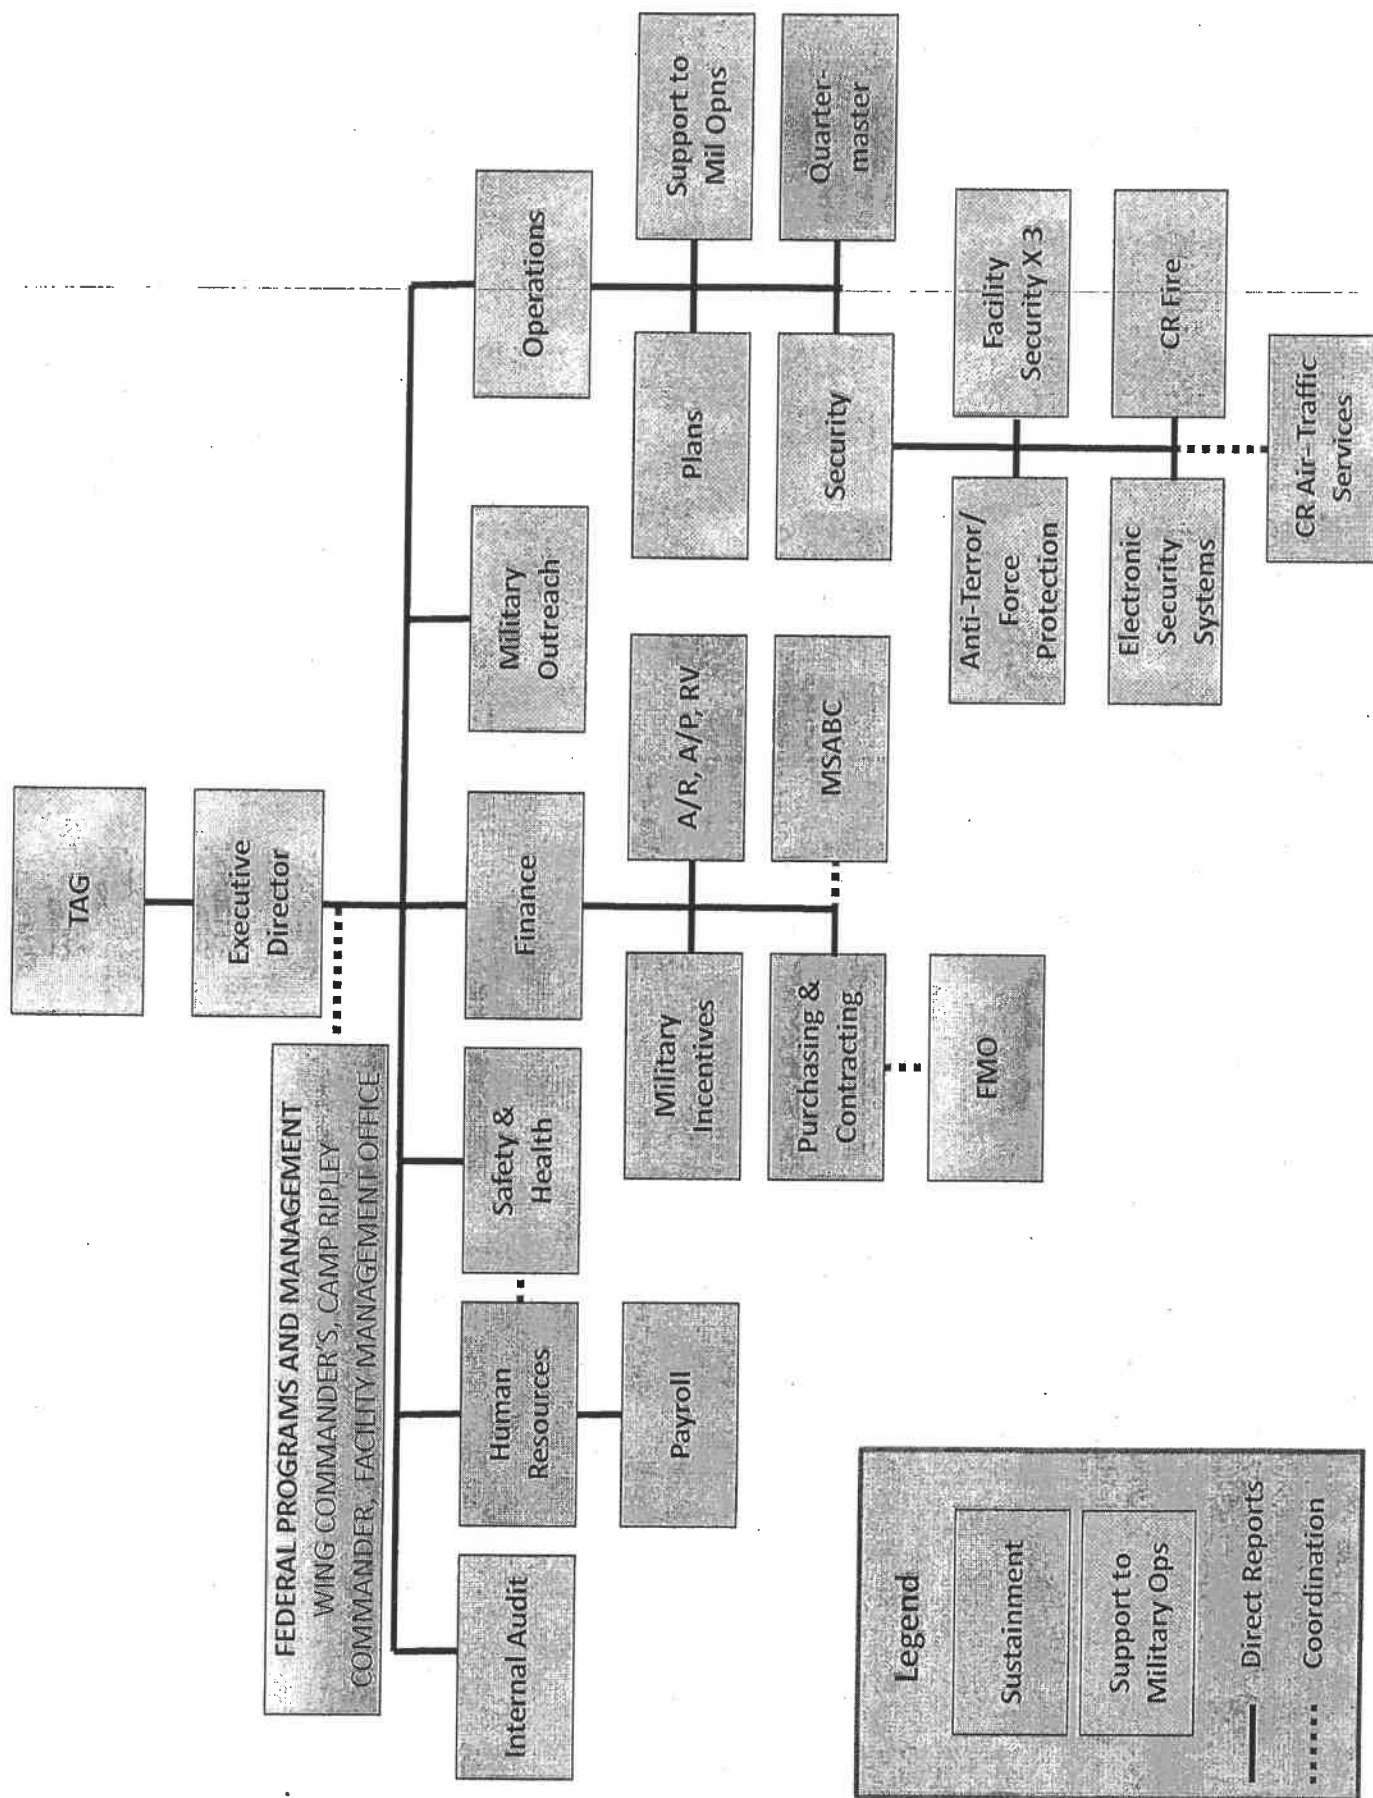 TAG
Executive
Director
FEDERAL PROGRAMS AND MANAGEMENT
WING COMMANDER'S, CAMP RIPLEY
COMMANDER, FACILITY MANAGEMENT OFFICE
Internal Audit
Human
Resources
Safety &
Health
Finance
Military
Outreach
Operations
Payroll
Military
Incentives
A/R, A/P, RV
Plans
Support to
Mil Opns
Purchasing &
Contracting
MSABC
Security
Quarter-
master
FMO
Anti-Terror/
Force
Protection
Facility
Security X 3
Electronic
Security
Systems
CR Fire
CR Air-Traffic
Services
Legend
Sustainment
Support to
Military Ops
Direct Reports
Coordination